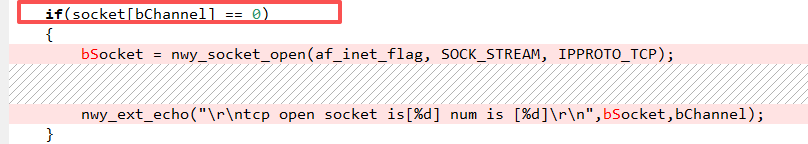 if(socket[bChannel] == 0)
{
bSocket = nwy_socket_open(af_inet_flag, SOCK_STREAM, IPPROTO_TCP);
nwy_ext_echo("\r\ntcp open socket is[%d] num is [%d]\r\n",bSocket,bChannel);
}